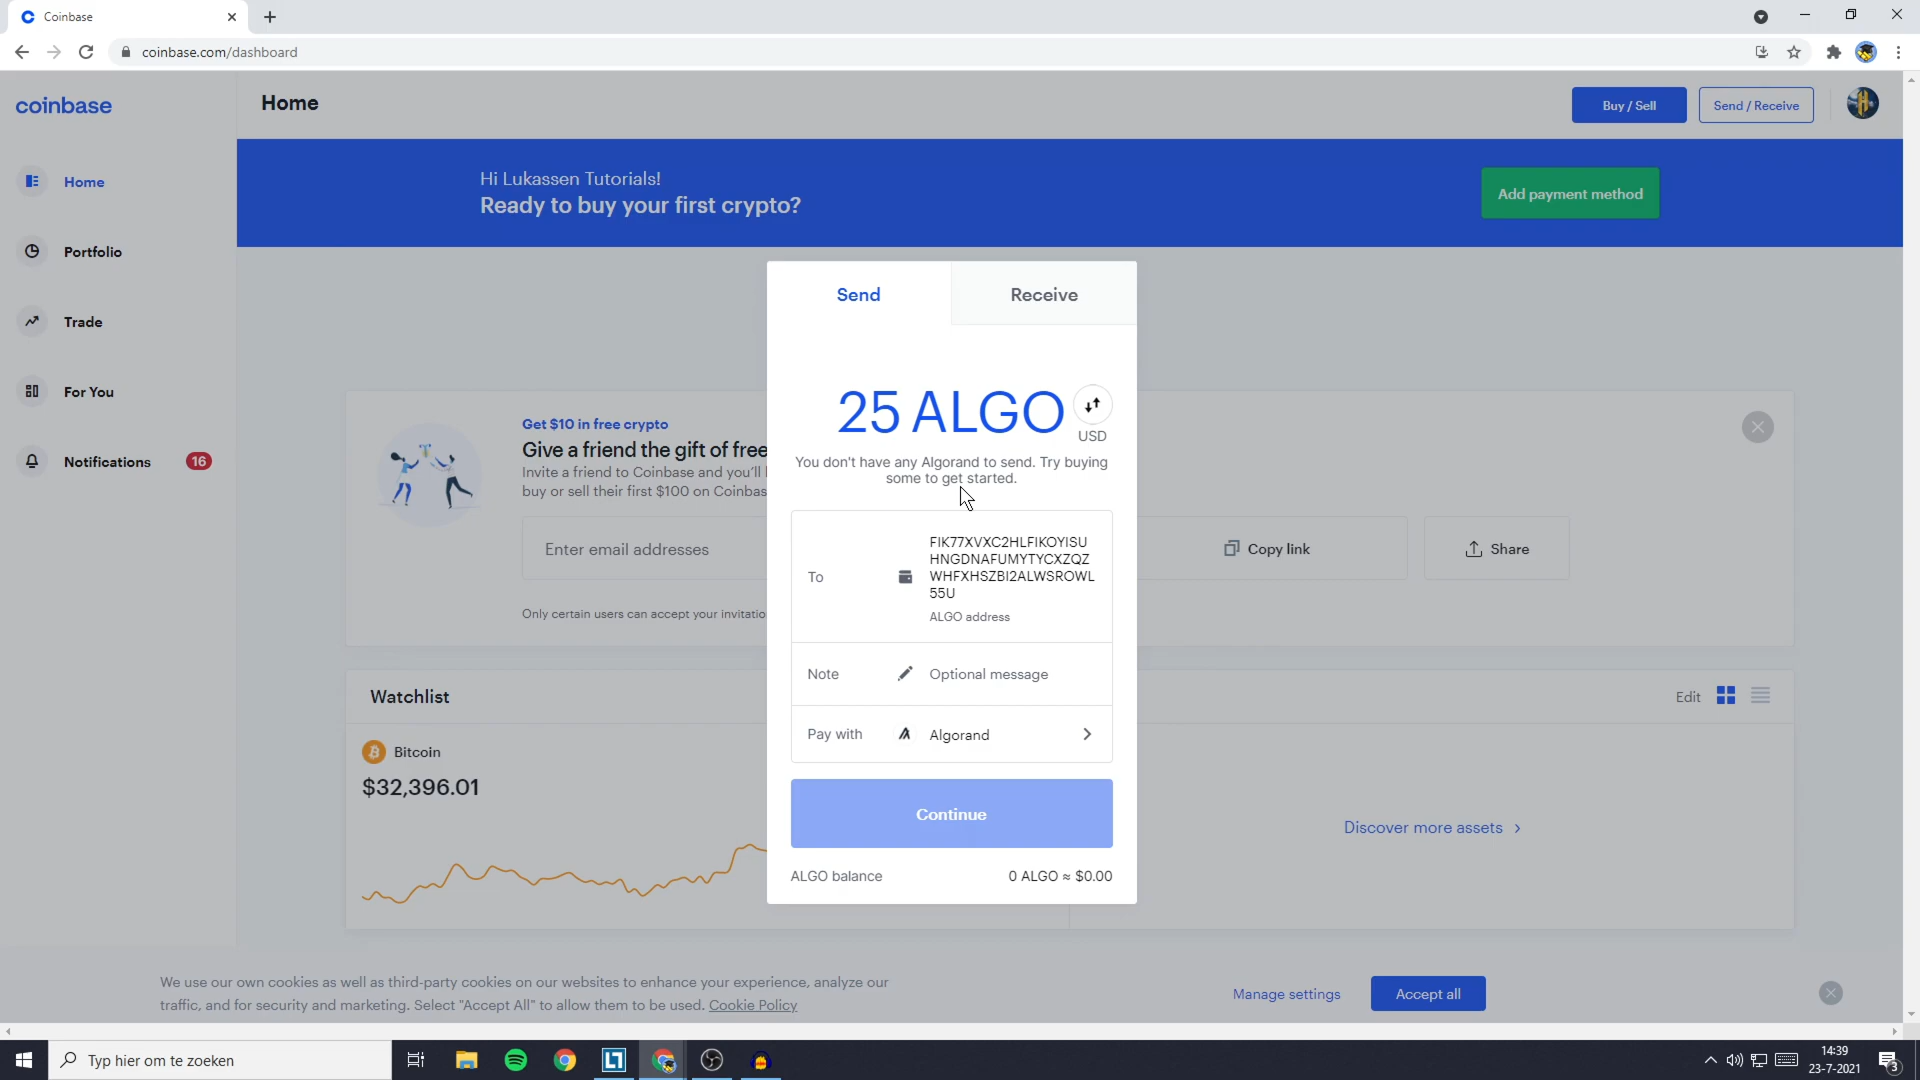 Coinbase
coinbase.com/dashboard
coinbase
Home
Buy / Sell
Send / Receive
Home
Portfolio
Trade
For You
Notifications
16
Hi Lukassen Tutorials!
Ready to buy your first crypto?
Add payment method
Get $10 in free crypto
Give a friend the gift of free
Invite a friend to Coinbase and you'll
buy or sell their first $100 on Coinbas
Enter email addresses
Copy link
Share
Only certain users can accept your invitatio
Send
Receive
25 ALGO
USD
You don't have any Algorand to send. Try buying
some to get started.
To
FIK77XVXC2HLFIKOYISU
HNGDNAFUMYTYCXZQZ
WHFXHSZBI2ALWSROWL
55U
ALGO address
Note
Optional message
Pay with
Algorand
Continue
ALGO balance
0 ALGO ≈ $0.00
Watchlist
Edit
Bitcoin
$32,396.01
Discover more assets
We use our own cookies as well as third-party cookies on our websites to enhance your experience, analyze our
traffic, and for security and marketing. Select "Accept All" to allow them to be used. Cookie Policy
Manage settings
Accept all
Typ hier om te zoeken
14:39
23-7-2021
3